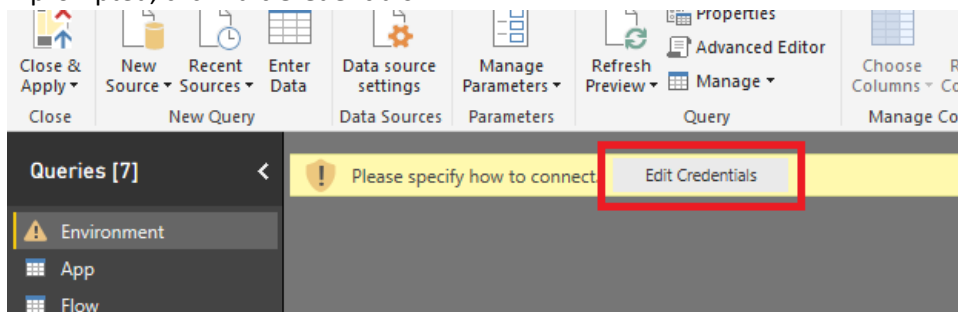 Properties
Advanced Editor
Close & New Recent Enter Data source Manage Refresh Manage Choose
Apply Source Sources Data settings Parameters Preview Columns
Close New Query Data Sources Parameters Query Manage
Queries [7]
Please specify how to connect. Edit Credentials
Environment
App
Flow